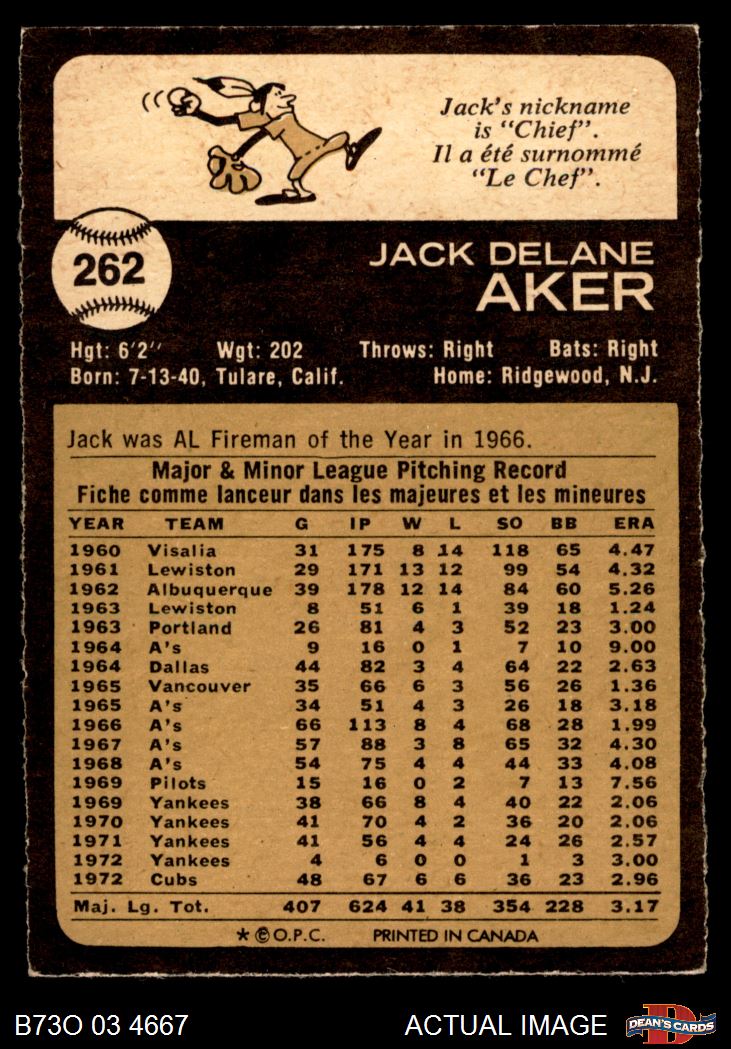 Jack's nickname
is "Chief".
Il a été surnommé
"Le Chef".
262
JACK DELANE
AKER
Hgt: 6'2" Wgt: 202 Throws: Right Bats: Right
Born: 7-13-40, Tulare, Calif. Home: Ridgewood, N.J.
Jack was AL Fireman of the Year in 1966.
Major & Minor League Pitching Record
Fiche comme lanceur dans les majeures et les mineures
YEAR TEAM G IP W L SO BB ERA
1960 Visalia 31 175 8 14 118 65 4.47
1961 Lewiston 29 171 13 12 99 54 4.32
1962 Albuquerque 39 178 12 14 84 60 5.26
1963 Lewiston 8 51 6 1 39 18 1.24
1963 Portland 26 81 4 3 52 23 3.00
1964 A's 9 16 0 1 7 10 9.00
1964 Dallas 44 82 3 4 64 22 2.63
1965 Vancouver 35 66 6 3 56 26 1.36
1965 A's 34 51 4 3 26 18 3.18
1966 A's 66 113 8 4 68 28 1.99
1967 A's 57 88 3 8 65 32 4.30
1968 A's 54 75 4 4 44 33 4.08
1969 Pilots 15 16 0 2 7 13 7.56
1969 Yankees 38 66 8 4 40 22 2.06
1970 Yankees 41 70 4 2 36 20 2.06
1971 Yankees 41 56 4 4 24 26 2.57
1972 Yankees 4 6 0 0 1 3 3.00
1972 Cubs 48 67 6 6 36 23 2.96
Maj. Lg. Tot. 407 624 41 38 354 228 3.17
* © O.P.C. PRINTED IN CANADA
B73O 03 4667 ACTUAL IMAGE DEAN'S CARDS